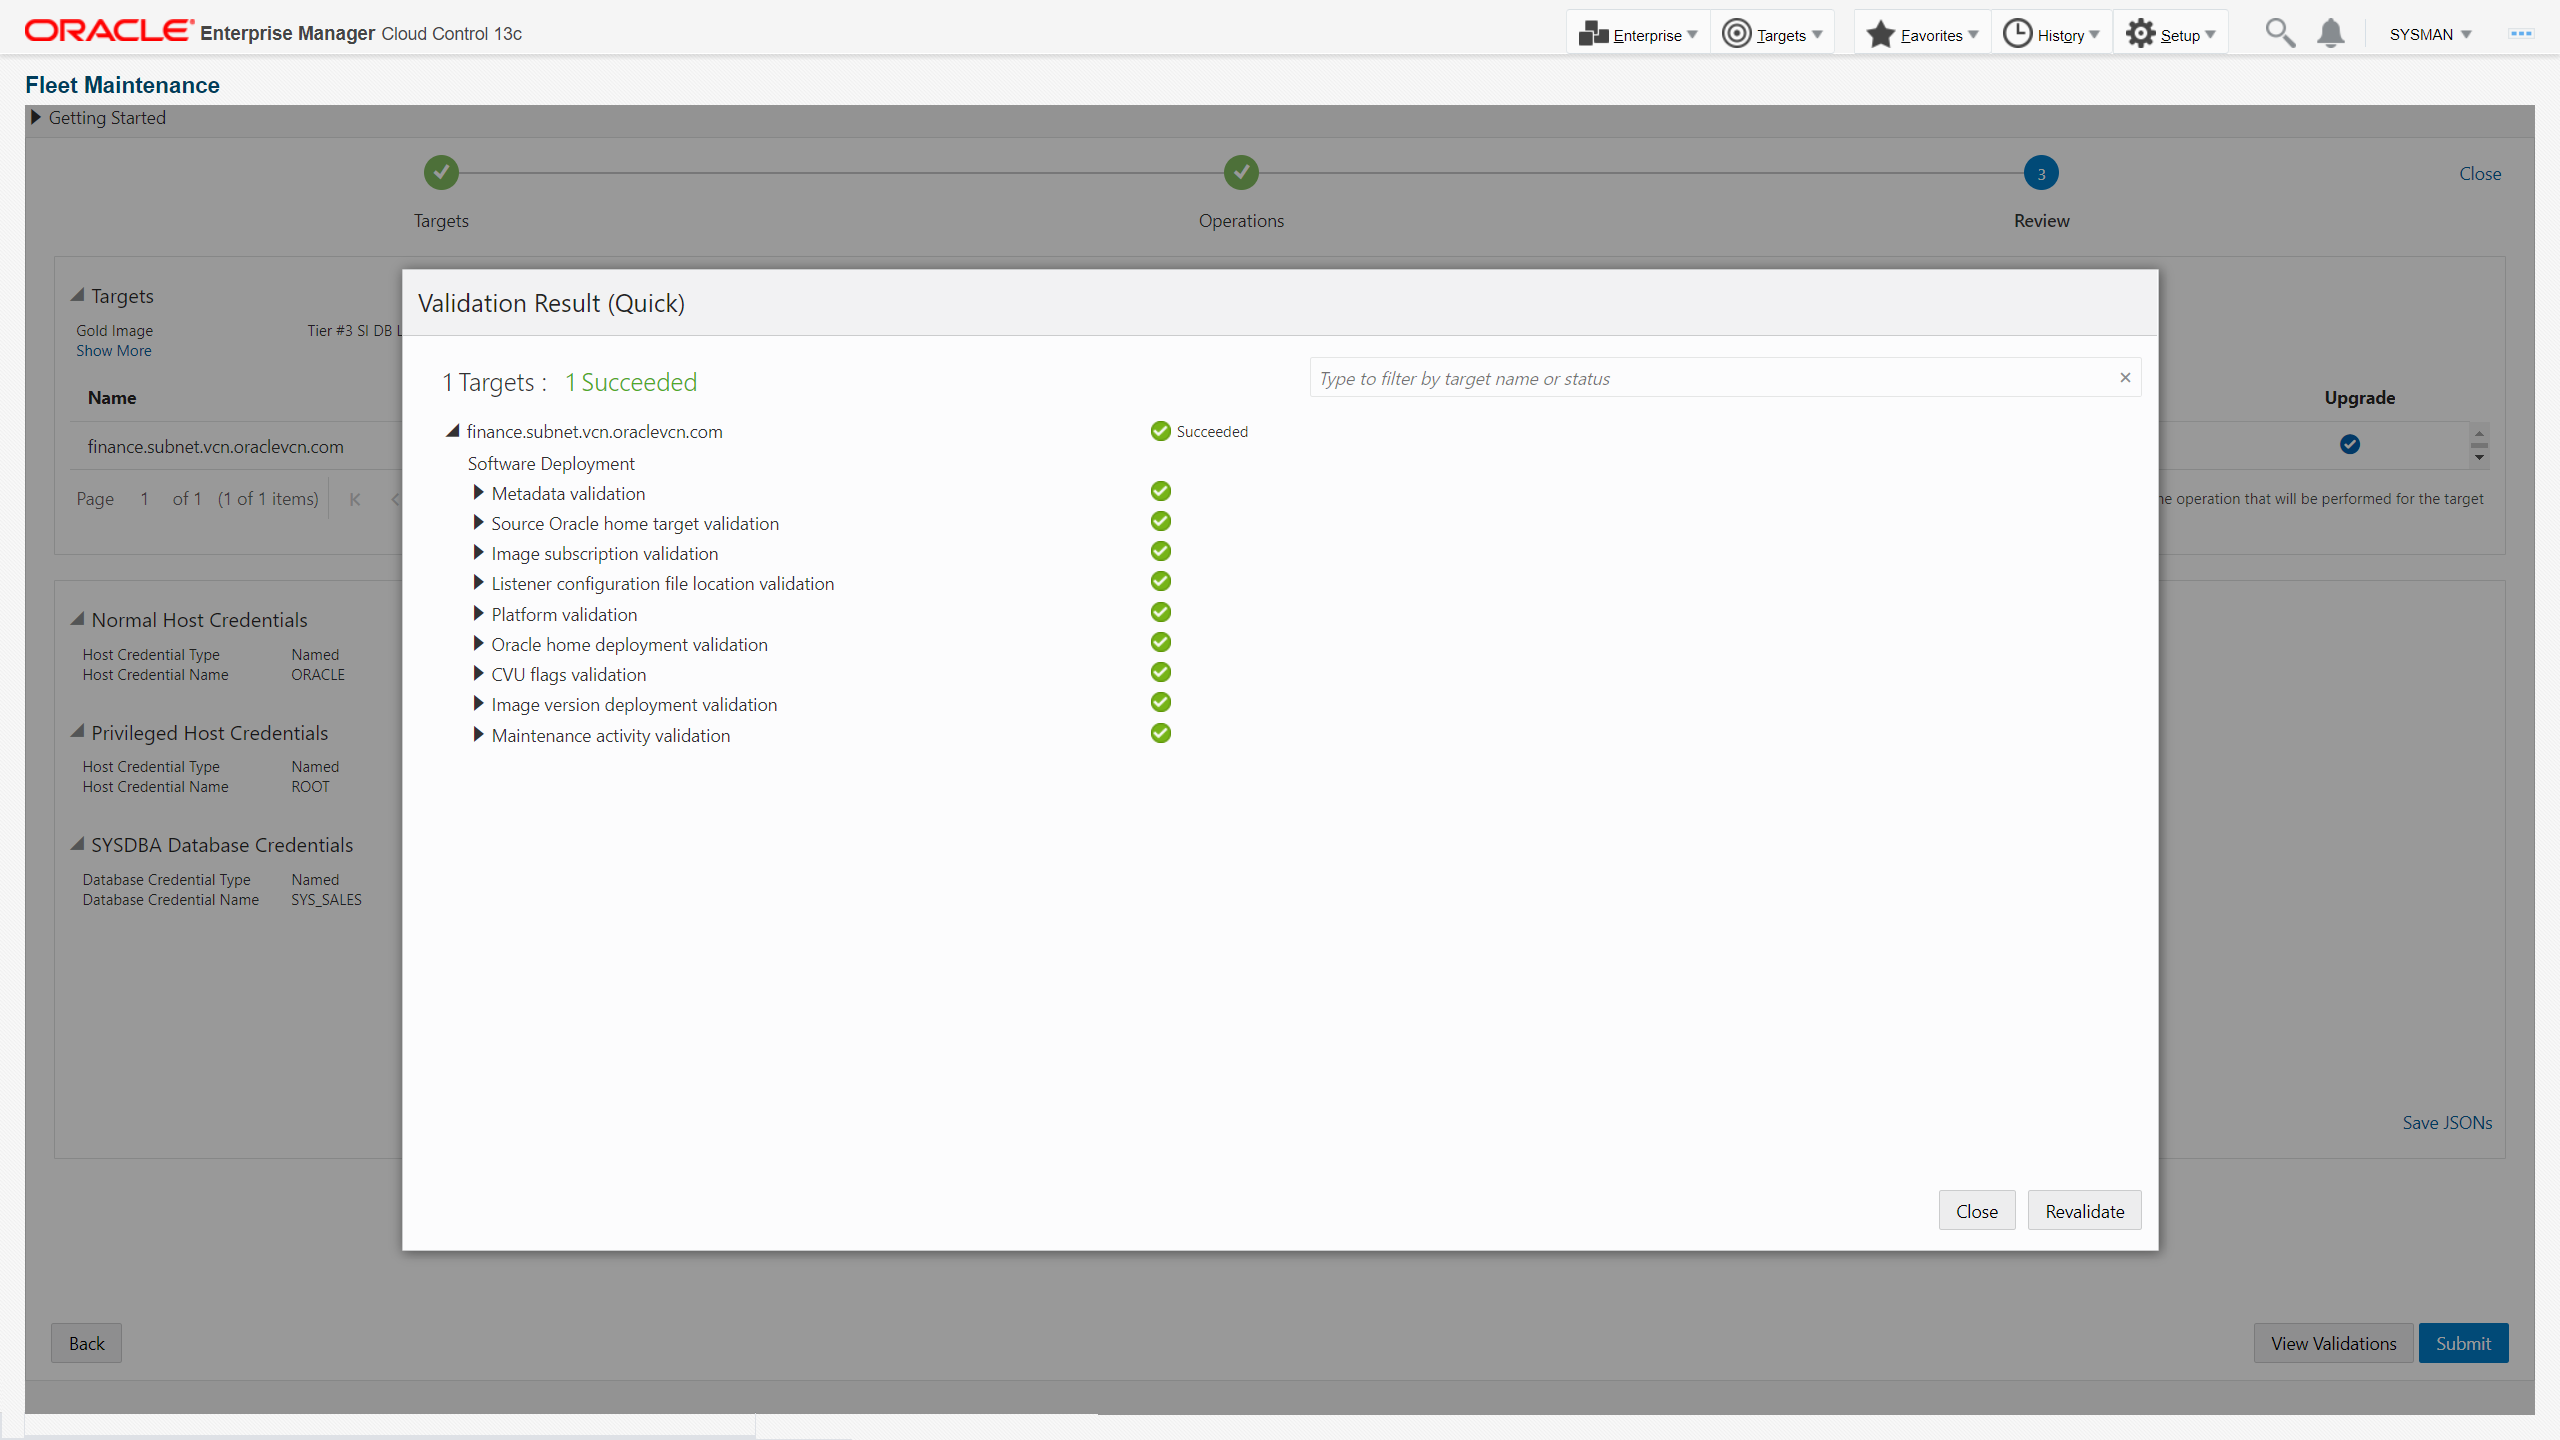 ORACLE Enterprise Manager Cloud Control 13c
Enterprise Targets Favorites History Setup SYSMAN
Fleet Maintenance
Getting Started
3
Close
Targets Operations Review
Validation Result (Quick)
Targets
Gold Image Tier #3 SI DB
Show More
1 Targets : 1 Succeeded
Type to filter by target name or status
Name Upgrade
finance.subnet.vcn.oraclevcn.com Succeeded
finance.subnet.vcn.oraclevcn.com
Software Deployment
Page 1 of 1 (1 of 1 items)
operation that will be performed for the target
Metadata validation
Source Oracle home target validation
Image subscription validation
Listener configuration file location validation
Platform validation
Oracle home deployment validation
CVU flags validation
Image version deployment validation
Maintenance activity validation
Normal Host Credentials
Host Credential Type Named
Host Credential Name ORACLE
Privileged Host Credentials
Host Credential Type Named
Host Credential Name ROOT
SYSDBA Database Credentials
Database Credential Type Named
Database Credential Name SYS_SALES
Save JSONs
Close Revalidate
Back View Validations Submit